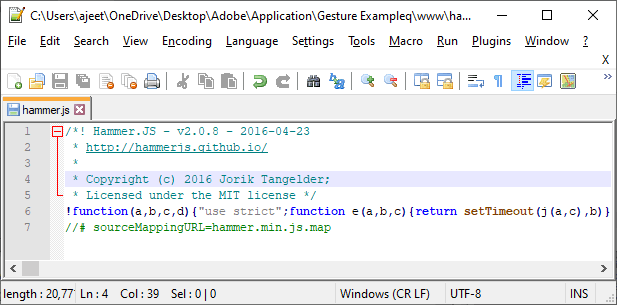 C:\Users\ajeet\OneDrive\Desktop\Adobe\Application\Gesture Exampleq\www\ha...
File Edit Search View Encoding Language Settings Tools Macro Run Plugins Window ?
X
hammer.js
1 /*! Hammer.JS - v2.0.8 - 2016-04-23
2 * http://hammerjs.github.io/
3 *
4 * Copyright (c) 2016 Jorik Tangelder;
5 * Licensed under the MIT license */
6 !function(a,b,c,d){"use strict";function e(a,b,c){return setTimeout(j(a,c),b)}
7 //# sourceMappingURL=hammer.min.js.map
length : 20,77 Ln : 4 Col : 39 Sel : 0 | 0 Windows (CR LF) UTF-8 INS